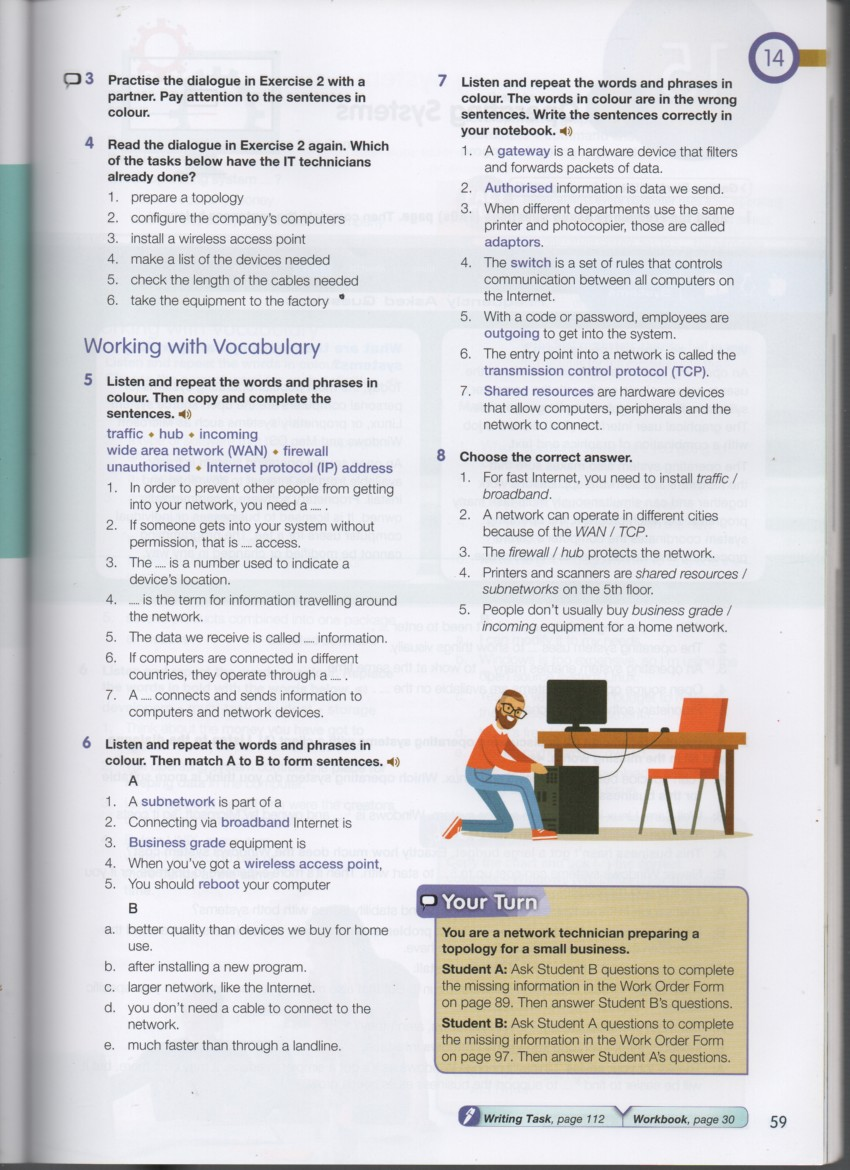 14
3 Practise the dialogue in Exercise 2 with a
partner. Pay attention to the sentences in
colour.
4 Read the dialogue in Exercise 2 again. Which
of the tasks below have the IT technicians
already done?
1. prepare a topology
2. configure the company's computers
3. install a wireless access point
4. make a list of the devices needed
5. check the length of the cables needed
6. take the equipment to the factory
Working with Vocabulary
5 Listen and repeat the words and phrases in
colour. Then copy and complete the
sentences.
traffic • hub • incoming
wide area network (WAN) • firewall
unauthorised • Internet protocol (IP) address
1. In order to prevent other people from getting
into your network, you need a ..... .
2. If someone gets into your system without
permission, that is .... access.
3. The .... is a number used to indicate a
device's location.
4. .... is the term for information travelling around
the network.
5. The data we receive is called .... information.
6. If computers are connected in different
countries, they operate through a .... .
7. A .... connects and sends information to
computers and network devices.
6 Listen and repeat the words and phrases in
colour. Then match A to B to form sentences.
A
1. A subnetwork is part of a
2. Connecting via broadband Internet is
3. Business grade equipment is
4. When you've got a wireless access point,
5. You should reboot your computer
B
a. better quality than devices we buy for home
use.
b. after installing a new program.
c. larger network, like the Internet.
d. you don't need a cable to connect to the
network.
e. much faster than through a landline.
7 Listen and repeat the words and phrases in
colour. The words in colour are in the wrong
sentences. Write the sentences correctly in
your notebook.
1. A gateway is a hardware device that filters
and forwards packets of data.
2. Authorised information is data we send.
3. When different departments use the same
printer and photocopier, those are called
adaptors.
4. The switch is a set of rules that controls
communication between all computers on
the Internet.
5. With a code or password, employees are
outgoing to get into the system.
6. The entry point into a network is called the
transmission control protocol (TCP).
7. Shared resources are hardware devices
that allow computers, peripherals and the
network to connect.
8 Choose the correct answer.
1. For fast Internet, you need to install traffic /
broadband.
2. A network can operate in different cities
because of the WAN / TCP.
3. The firewall / hub protects the network.
4. Printers and scanners are shared resources /
subnetworks on the 5th floor.
5. People don't usually buy business grade /
incoming equipment for a home network.
Your Turn
You are a network technician preparing a
topology for a small business.
Student A: Ask Student B questions to complete
the missing information in the Work Order Form
on page 89. Then answer Student B's questions.
Student B: Ask Student A questions to complete
the missing information in the Work Order Form
on page 97. Then answer Student A's questions.
Writing Task, page 112 Workbook, page 30
59